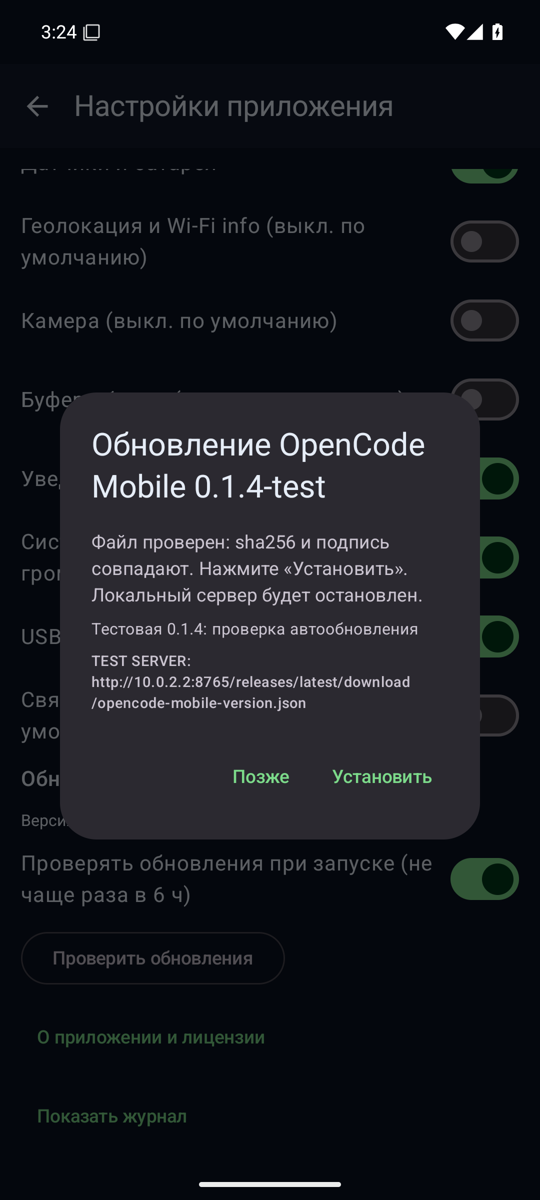 3:24
Настройки приложения
Геолокация и Wi-Fi info (выкл. по
умолчанию)
Камера (выкл. по умолчанию)
Обновление OpenCode
Mobile 0.1.4-test
Файл проверен: sha256 и подпись
совпадают. Нажмите «Установить».
Локальный сервер будет остановлен.
Тестовая 0.1.4: проверка автообновления
TEST SERVER:
http://10.0.2.2:8765/releases/latest/download
/opencode-mobile-version.json
USB
Позже
Установить
Проверять обновления при запуске (не
чаще раза в 6 ч)
Проверить обновления
О приложении и лицензии
Показать журнал